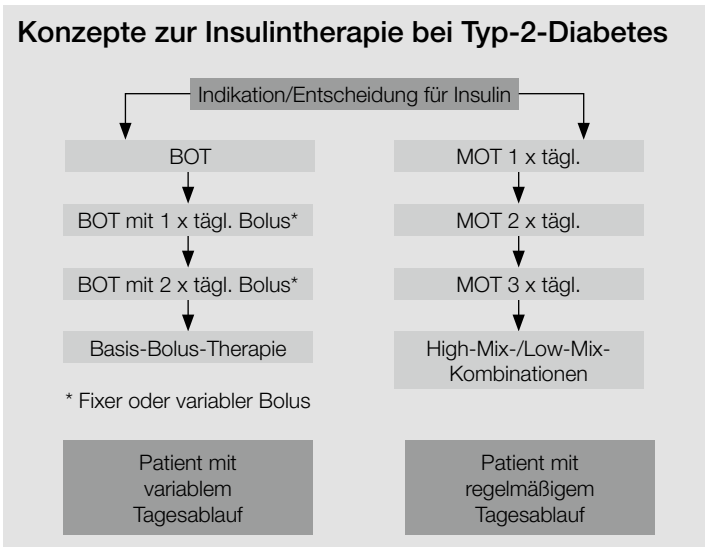 Konzepte zur Insulintherapie bei Typ-2-Diabetes
Indikation/Entscheidung für Insulin
BOT
BOT mit 1 x tägl. Bolus*
BOT mit 2 x tägl. Bolus*
Basis-Bolus-Therapie
* Fixer oder variabler Bolus
Patient mit
variablem
Tagesablauf
MOT 1 x tägl.
MOT 2 x tägl.
MOT 3 x tägl.
High-Mix-/Low-Mix-
Kombinationen
Patient mit
regelmäßigem
Tagesablauf